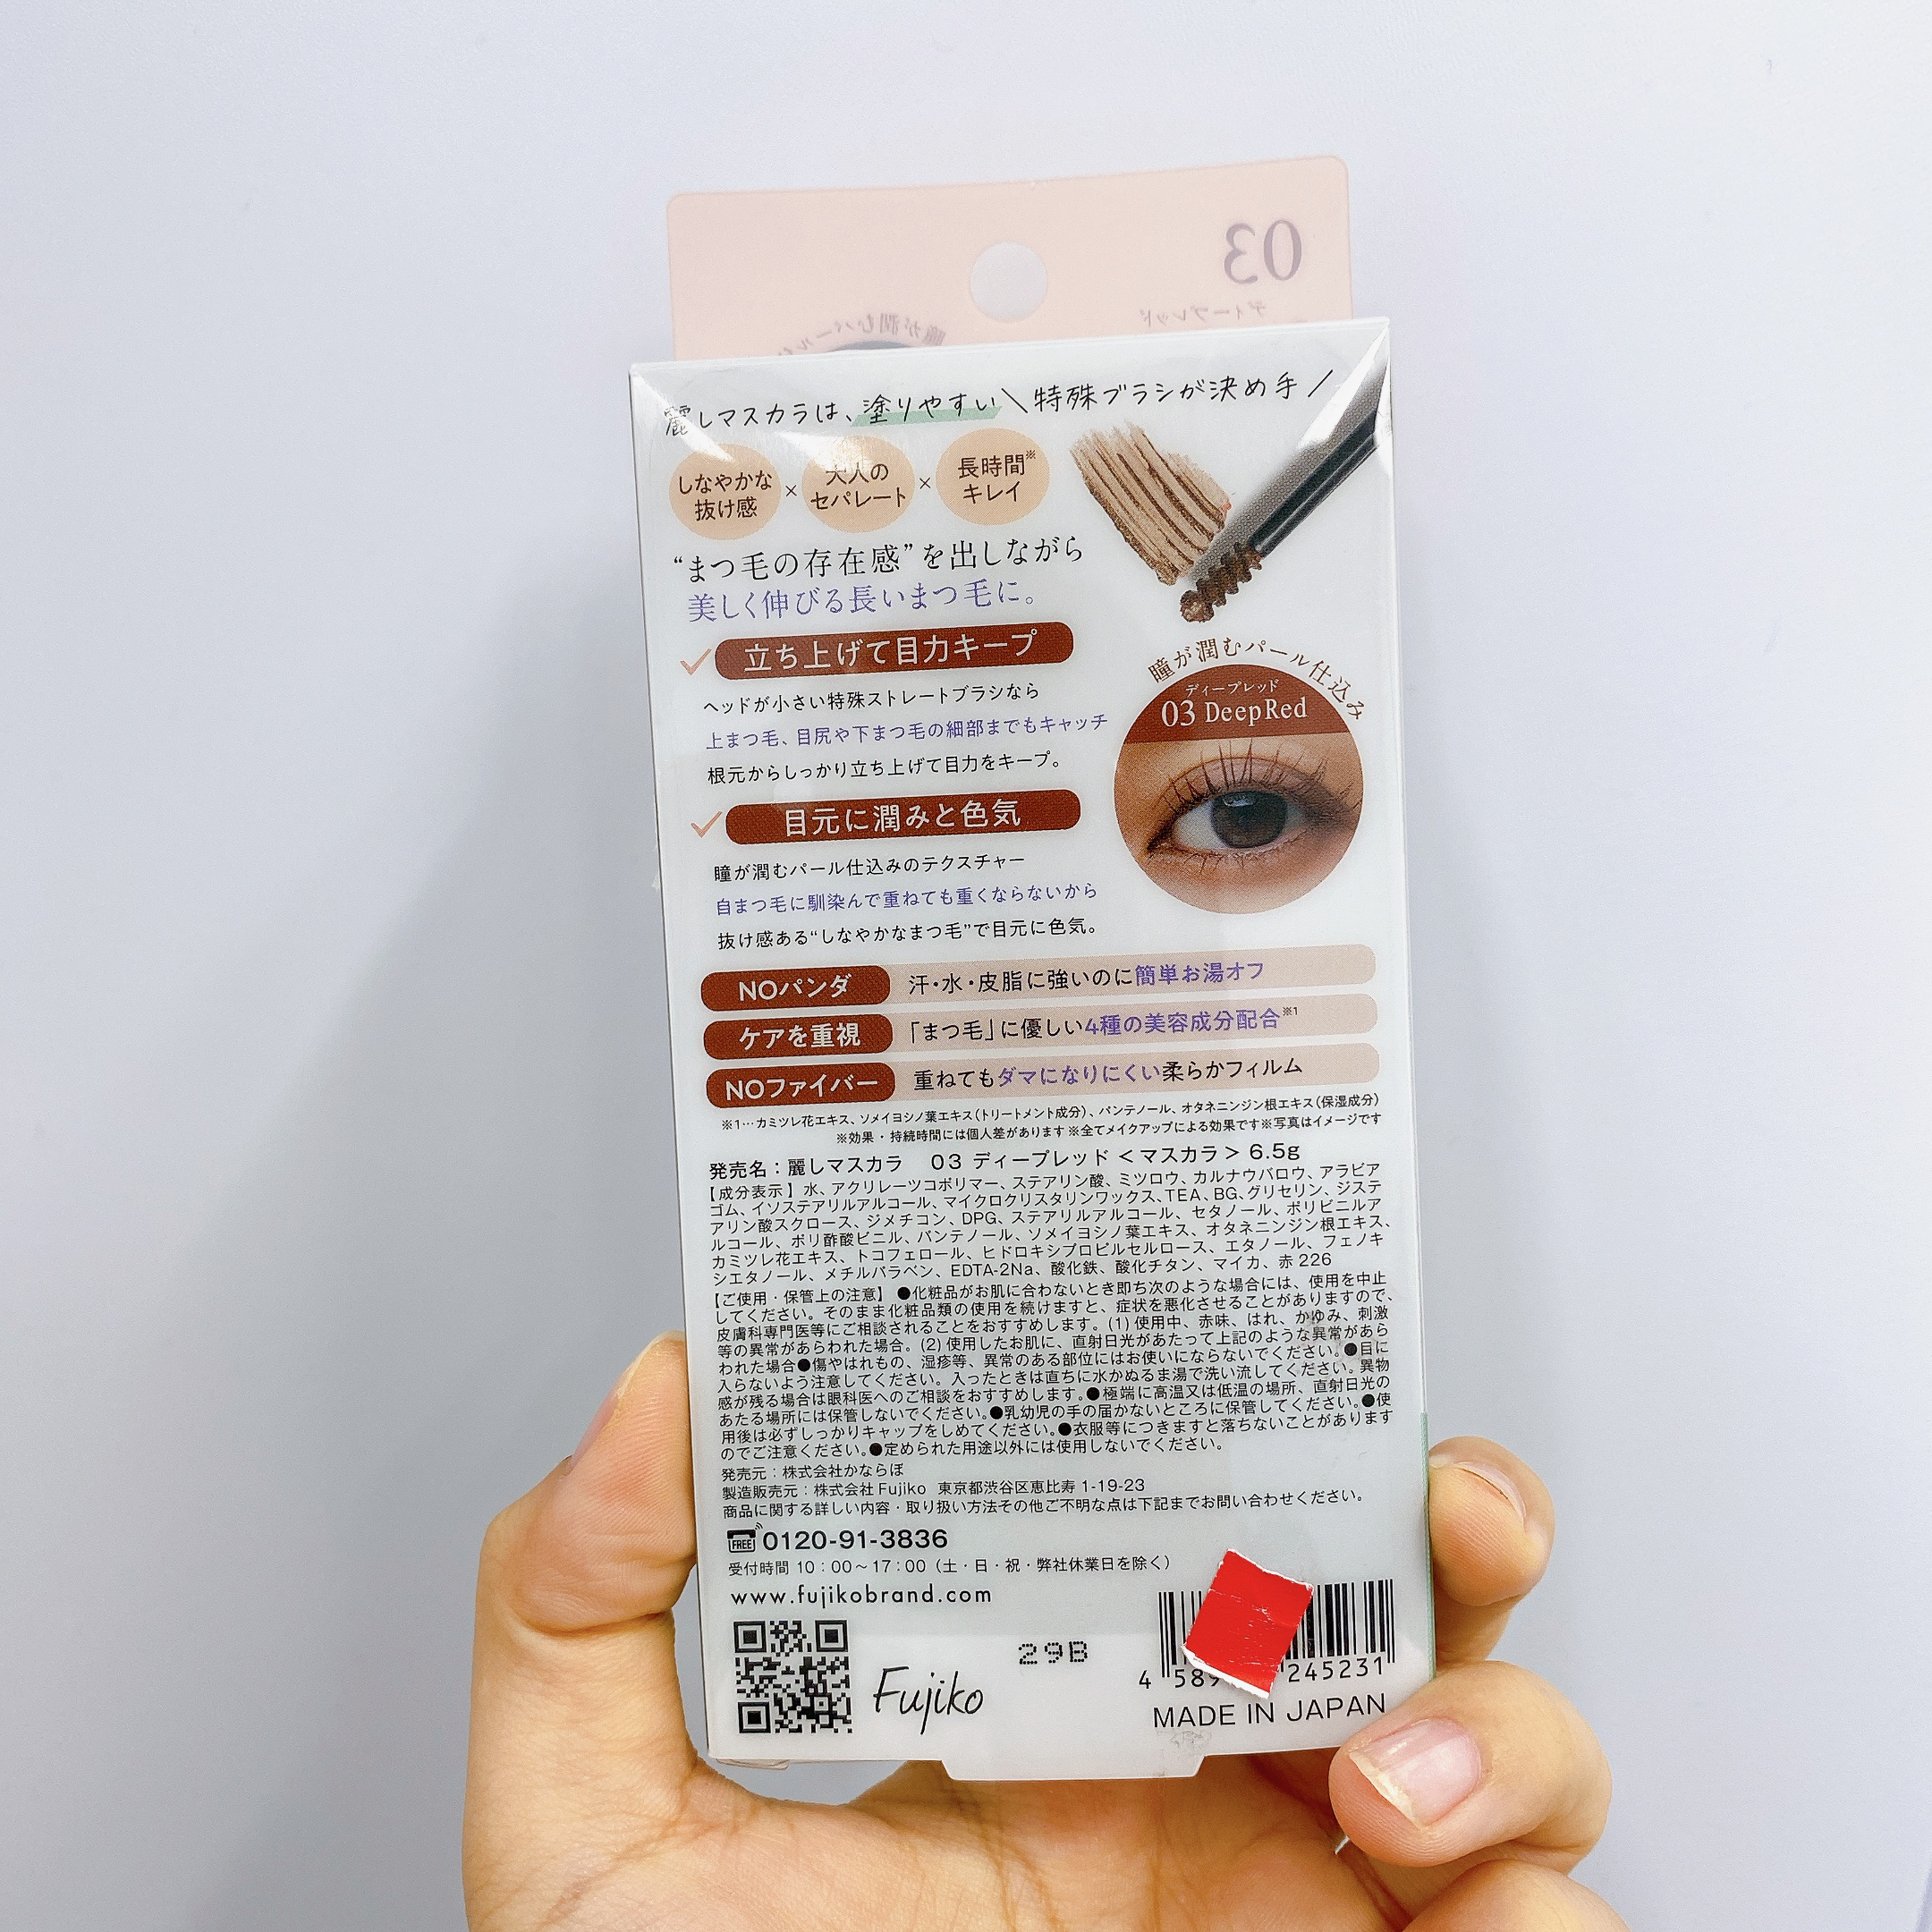 03
ディープレッド
麗しマスカラは、塗りやすい＼特殊ブラシが決め手／
しなやかな
抜け感
×
大人の
セパレート
×
長時間※
キレイ
“まつ毛の存在感”を出しながら
美しく伸びる長いまつ毛に。
立ち上げて目力キープ
ヘッドが小さい特殊ストレートブラシなら
上まつ毛、目尻や下まつ毛の細部までもキャッチ
根元からしっかり立ち上げて目力をキープ。
瞳が潤むパール仕込み
ディープレッド
03 DeepRed
目元に潤みと色気
瞳が潤むパール仕込みのテクスチャー
自まつ毛に馴染んで重ねても重くならないから
抜け感ある“しなやかなまつ毛”で目元に色気。
NOパンダ 汗・水・皮脂に強いのに簡単お湯オフ
ケアを重視 「まつ毛」に優しい4種の美容成分配合※1
NOファイバー 重ねてもダマになりにくい柔らかフィルム
※1…カミツレ花エキス、ソメイヨシノ葉エキス(トリートメント成分)、パンテノール、オタネニンジン根エキス(保湿成分)
※効果・持続時間には個人差があります※全てメイクアップによる効果です※写真はイメージです
発売名：麗しマスカラ 03 ディープレッド＜マスカラ＞6.5g
【成分表示】水、アクリレーツコポリマー、ステアリン酸、ミツロウ、カルナウバロウ、アラビア
ゴム、イソステアリルアルコール、マイクロクリスタリンワックス、TEA、BG、グリセリン、ジステ
アリン酸スクロース、ジメチコン、DPG、ステアリルアルコール、セタノール、ポリビニルア
ルコール、ポリ酢酸ビニル、パンテノール、ソメイヨシノ葉エキス、オタネニンジン根エキス、
カミツレ花エキス、トコフェロール、ヒドロキシプロピルセルロース、エタノール、フェノキ
シエタノール、メチルパラベン、EDTA-2Na、酸化鉄、酸化チタン、マイカ、赤226
【ご使用・保管上の注意】●化粧品がお肌に合わないとき即ち次のような場合には、使用を中止
してください。そのまま化粧品類の使用を続けますと、症状を悪化させることがありますので、
皮膚科専門医等にご相談されることをおすすめします。(1)使用中、赤味、はれ、かゆみ、刺激
等の異常があらわれた場合。(2)使用したお肌に、直射日光があたって上記のような異常があら
われた場合●傷やはれもの、湿疹等、異常のある部位にはお使いにならないでください。●目に
入らないよう注意してください。入ったときは直ちに水かぬるま湯で洗い流してください。異物
感が残る場合は眼科医へのご相談をおすすめします。●極端に高温又は低温の場所、直射日光の
あたる場所には保管しないでください。●乳幼児の手の届かないところに保管してください。●使
用後は必ずしっかりキャップをしめてください。●衣服等につきますと落ちないことがあります
のでご注意ください。●定められた用途以外には使用しないでください。
発売元：株式会社かならぼ
製造販売元：株式会社Fujiko 東京都渋谷区恵比寿1-19-23
商品に関する詳しい内容・取り扱い方法その他ご不明な点は下記までお問い合わせください。
FREE 0120-91-3836
受付時間 10：00～17：00（土・日・祝・弊社休業日を除く）
www.fujikobrand.com
Fujiko
29B
4 589 245231
MADE IN JAPAN